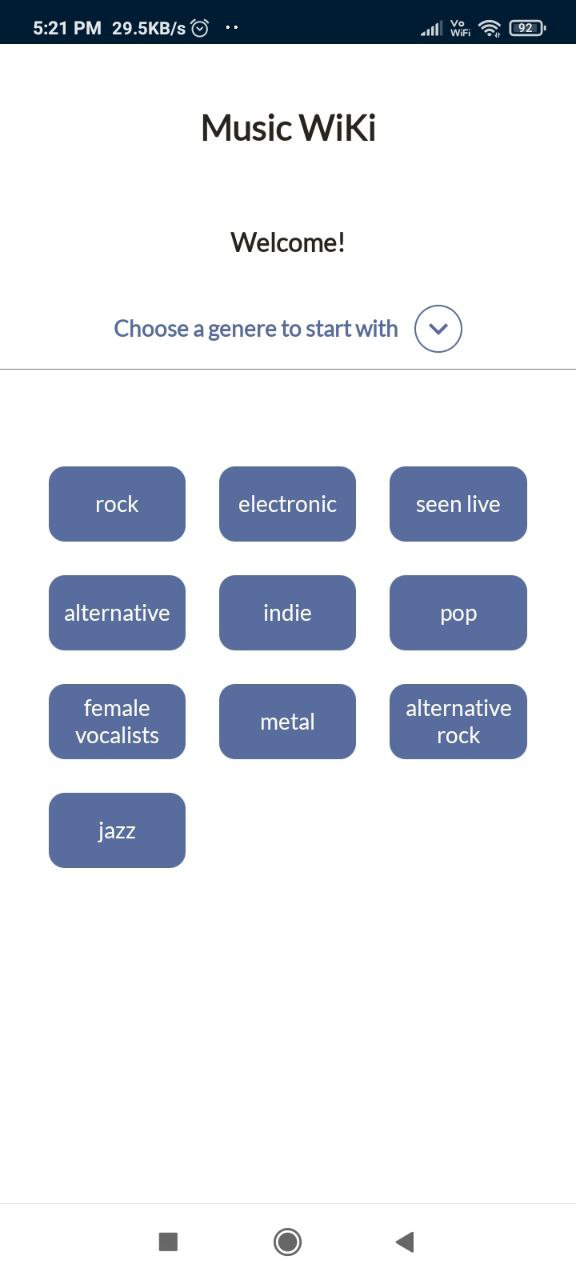 5:21 PM 29.5KB/s
Vo
WiFi
92
Music WiKi
Welcome!
Choose a genere to start with
rock electronic seen live
alternative indie pop
female vocalists metal alternative rock
jazz